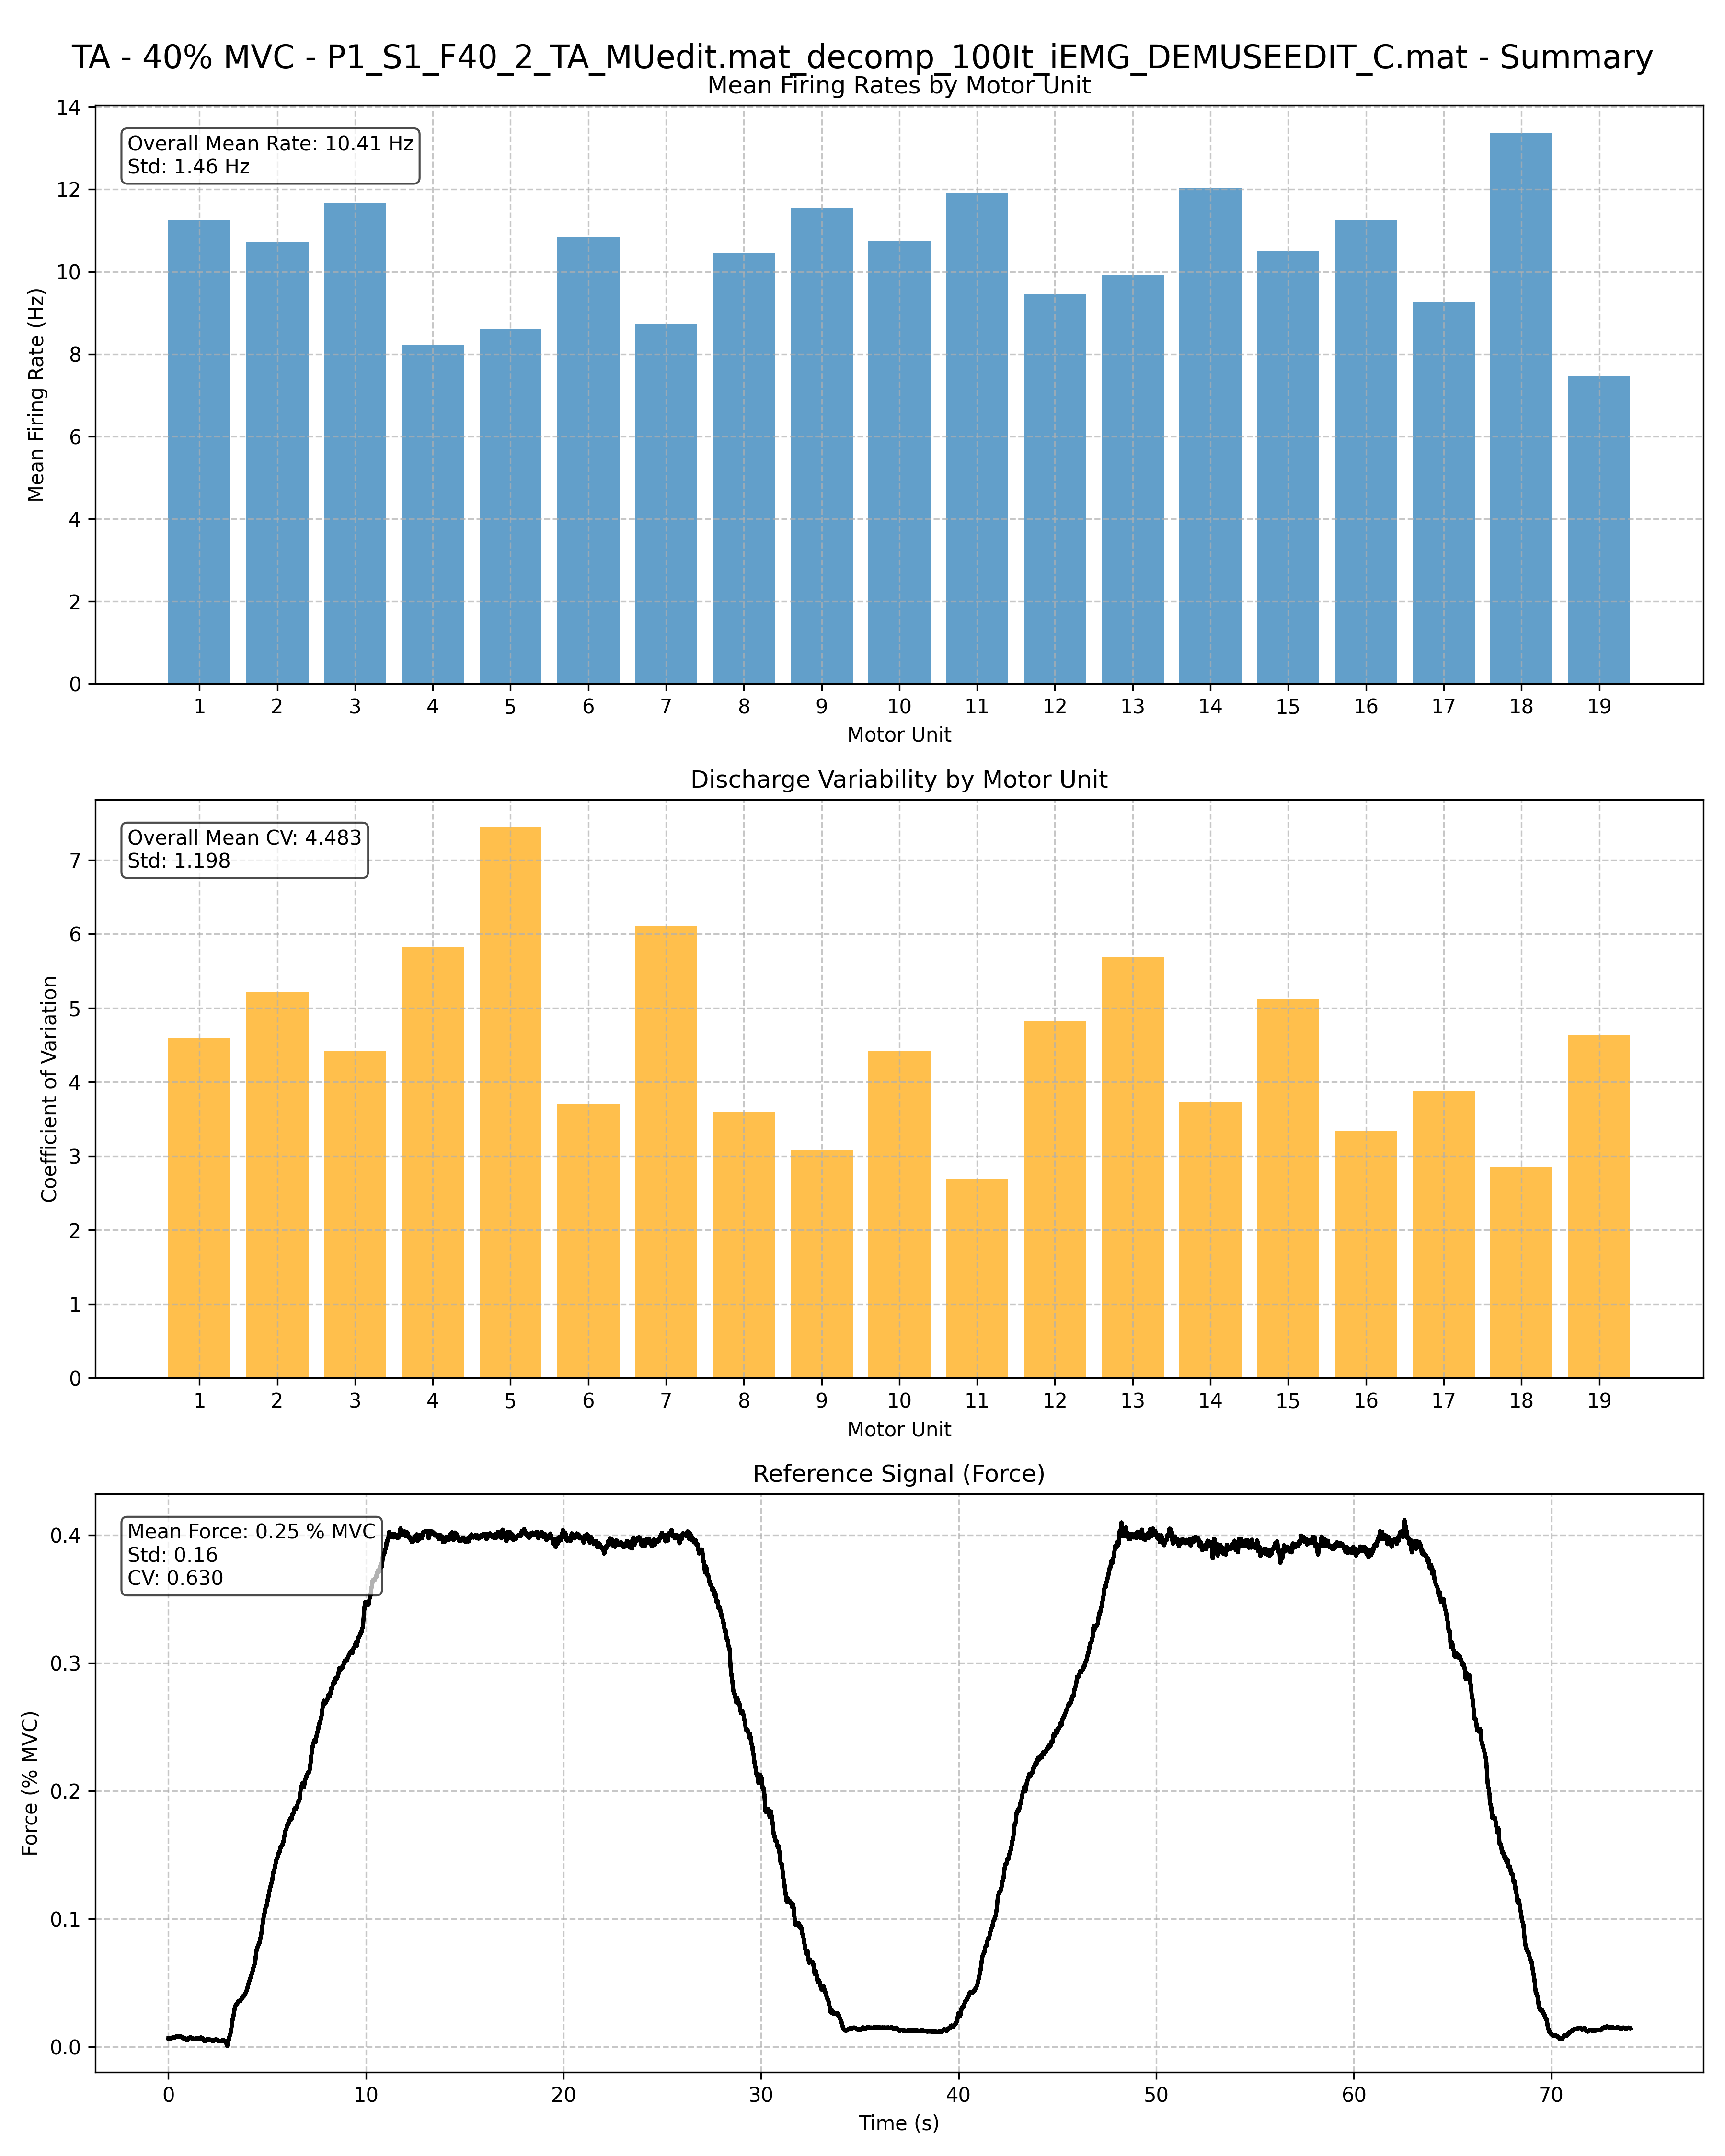 TA - 40% MVC - P1_S1_F40_2_TA_MUedit.mat_decomp_100It_iEMG_DEMUSEEDIT_C.mat - Summary
Mean Firing Rates by Motor Unit
Overall Mean Rate: 10.41 Hz
Std: 1.46 Hz
Mean Firing Rate (Hz)
14
12
10
8
6
4
2
0
1 2 3 4 5 6 7 8 9 10 11 12 13 14 15 16 17 18 19
Motor Unit
Discharge Variability by Motor Unit
Overall Mean CV: 4.483
Std: 1.198
Coefficient of Variation
7
6
5
4
3
2
1
0
1 2 3 4 5 6 7 8 9 10 11 12 13 14 15 16 17 18 19
Motor Unit
Reference Signal (Force)
Mean Force: 0.25 % MVC
Std: 0.16
CV: 0.630
Force (% MVC)
0.4
0.3
0.2
0.1
0.0
0 10 20 30 40 50 60 70
Time (s)